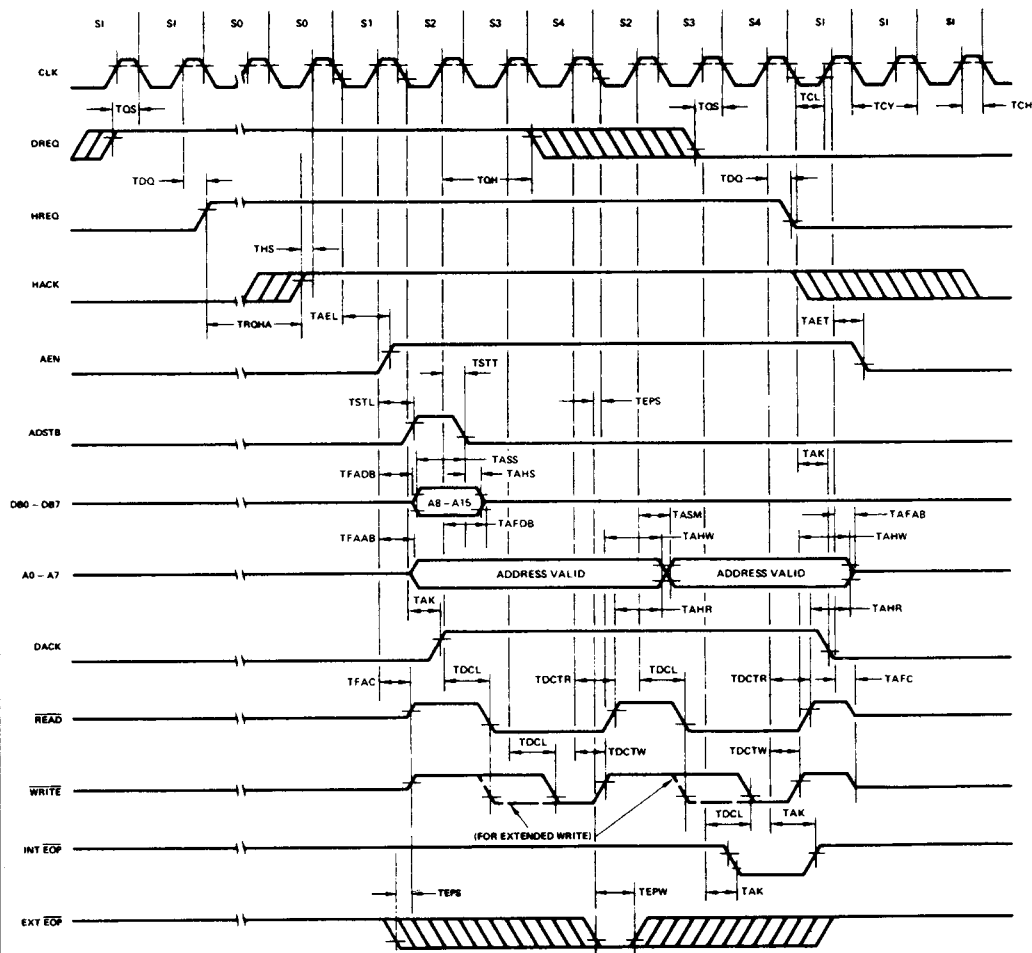 SI SI S0 S0 S1 S2 S3 S4 S2 S3 S4 SI SI SI
CLK
TQS TQS TCL TCY TCH
DREQ
TDQ TQH TDQ
HREQ
THS
HACK
TRQHA TAEL TAET
AEN
TSTT
TSTL TEPS
ADSTB
TASS TAK
TFADB TAHS
DB0 – DB7 A8 – A15
TAFDB TASM TAFAB
TFAAB TAHW TAHW
A0 – A7 ADDRESS VALID ADDRESS VALID
TAK TAHR TAHR
DACK
TFAC TDCL TDCTR TDCL TDCTR TAFC
READ
TDCL TDCTW TDCTW
WRITE
(FOR EXTENDED WRITE) TDCL TAK
INT EOP
TEPS TEPW TAK
EXT EOP